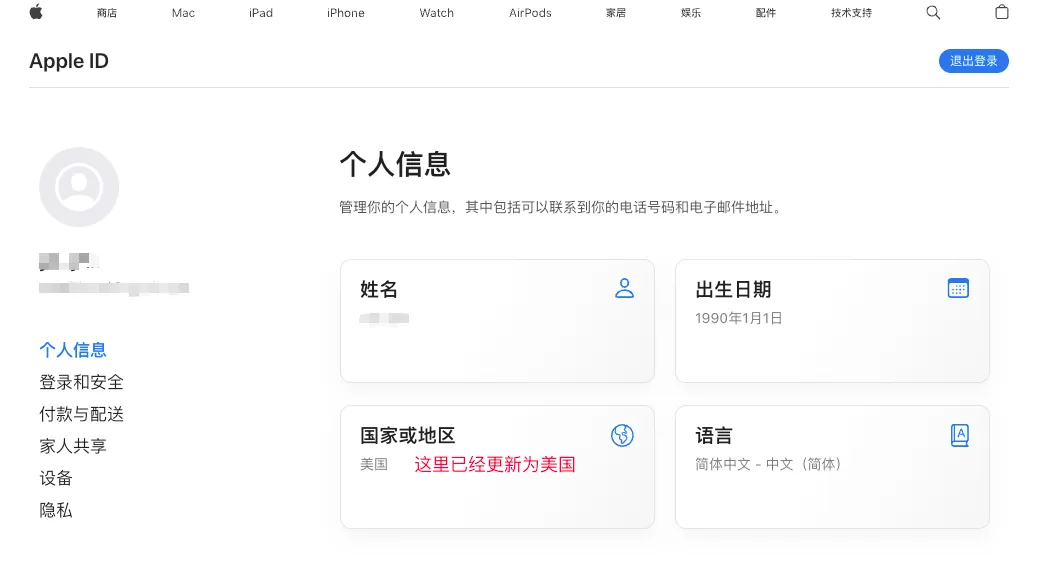 商店 Mac iPad iPhone Watch AirPods 家居 娱乐 配件 技术支持
Apple ID
退出登录
个人信息
登录和安全
付款与配送
家人共享
设备
隐私
个人信息
管理你的个人信息，其中包括可以联系到你的电话号码和电子邮件地址。
姓名
出生日期
1990年1月1日
国家或地区
美国 这里已经更新为美国
语言
简体中文 - 中文（简体）